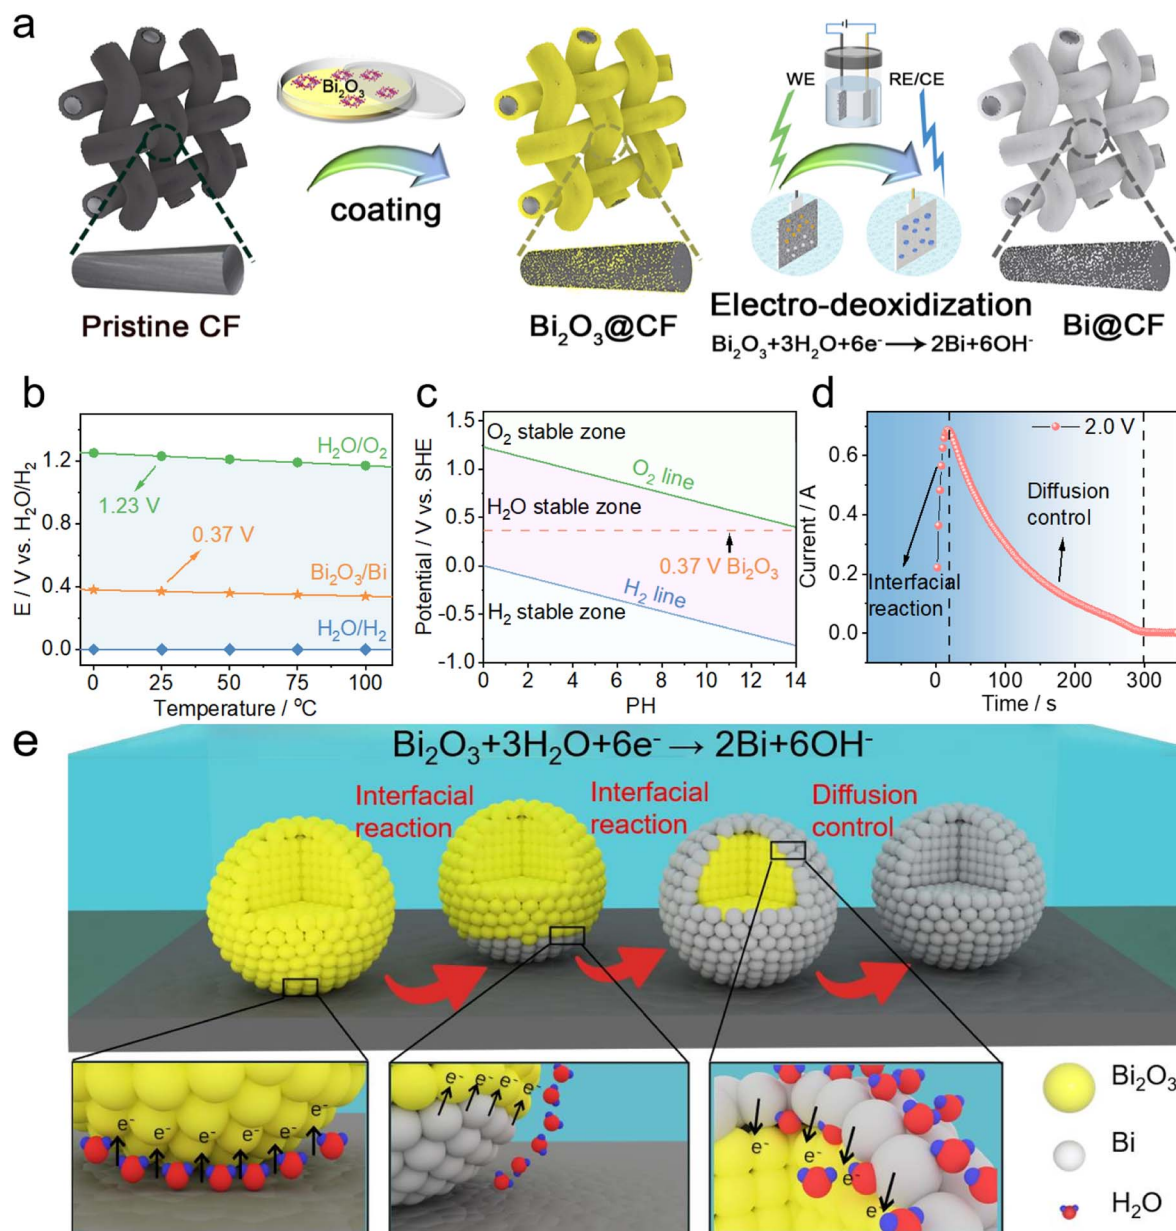 a
Bi₂O₃
WE
RE/CE
coating
Pristine CF
Bi₂O₃@CF
Electro-deoxidization
Bi₂O₃+3H₂O+6e⁻ → 2Bi+6OH⁻
Bi@CF
b
E / V vs. H₂O/H₂
1.2
0.8
0.4
0.0
H₂O/O₂
1.23 V
0.37 V
Bi₂O₃/Bi
H₂O/H₂
0 25 50 75 100
Temperature / °C
c
Potential / V vs. SHE
1.5
1.0
0.5
0.0
-0.5
-1.0
O₂ stable zone
O₂ line
H₂O stable zone
0.37 V Bi₂O₃
H₂ line
H₂ stable zone
0 2 4 6 8 10 12 14
PH
d
Current / A
0.6
0.4
0.2
0.0
2.0 V
Diffusion
control
Interfacial
reaction
0 100 200 300
Time / s
e
Bi₂O₃+3H₂O+6e⁻ → 2Bi+6OH⁻
Interfacial
reaction
Interfacial
reaction
Diffusion
control
e⁻ e⁻ e⁻ e⁻ e⁻ e⁻
e⁻ e⁻ e⁻ e⁻
e⁻ e⁻ e⁻ e⁻
Bi₂O₃
Bi
H₂O